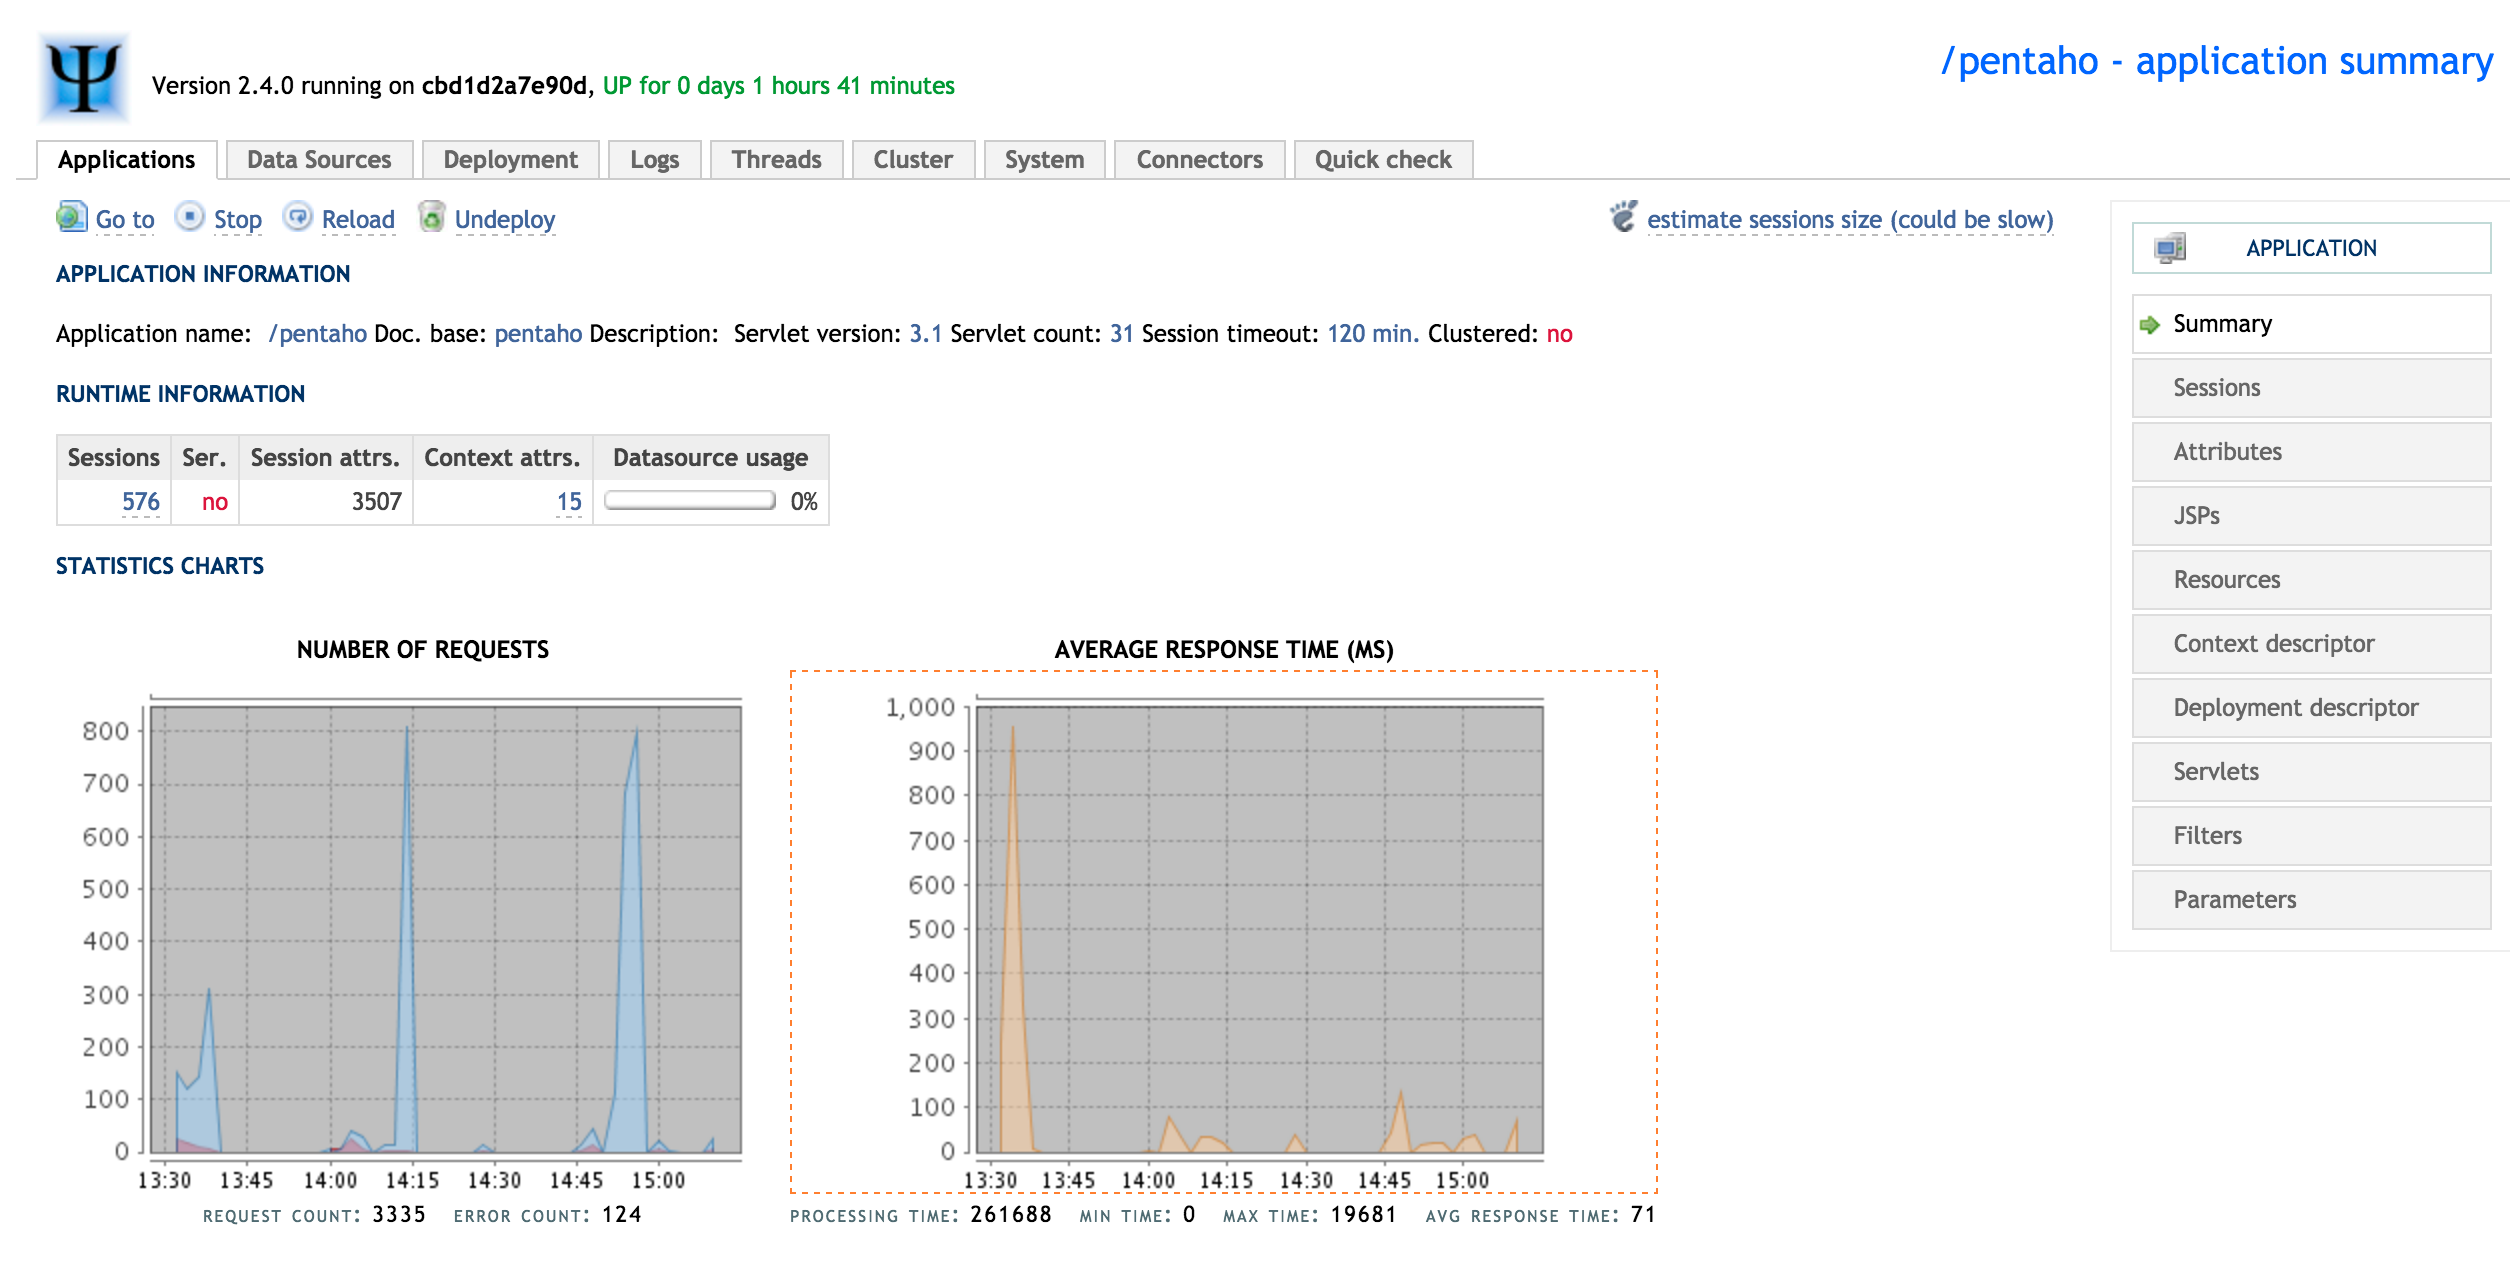 Ψ
Version 2.4.0 running on cbd1d2a7e90d, UP for 0 days 1 hours 41 minutes
/pentaho - application summary
Applications Data Sources Deployment Logs Threads Cluster System Connectors Quick check
Go to Stop Reload Undeploy
estimate sessions size (could be slow)
APPLICATION INFORMATION
Application name: /pentaho Doc. base: pentaho Description: Servlet version: 3.1 Servlet count: 31 Session timeout: 120 min. Clustered: no
RUNTIME INFORMATION
Sessions Ser. Session attrs. Context attrs. Datasource usage
576 no 3507 15 0%
STATISTICS CHARTS
NUMBER OF REQUESTS
800
700
600
500
400
300
200
100
0
13:30 13:45 14:00 14:15 14:30 14:45 15:00
REQUEST COUNT: 3335 ERROR COUNT: 124
AVERAGE RESPONSE TIME (MS)
1,000
900
800
700
600
500
400
300
200
100
0
13:30 13:45 14:00 14:15 14:30 14:45 15:00
PROCESSING TIME: 261688 MIN TIME: 0 MAX TIME: 19681 AVG RESPONSE TIME: 71
APPLICATION
Summary
Sessions
Attributes
JSPs
Resources
Context descriptor
Deployment descriptor
Servlets
Filters
Parameters